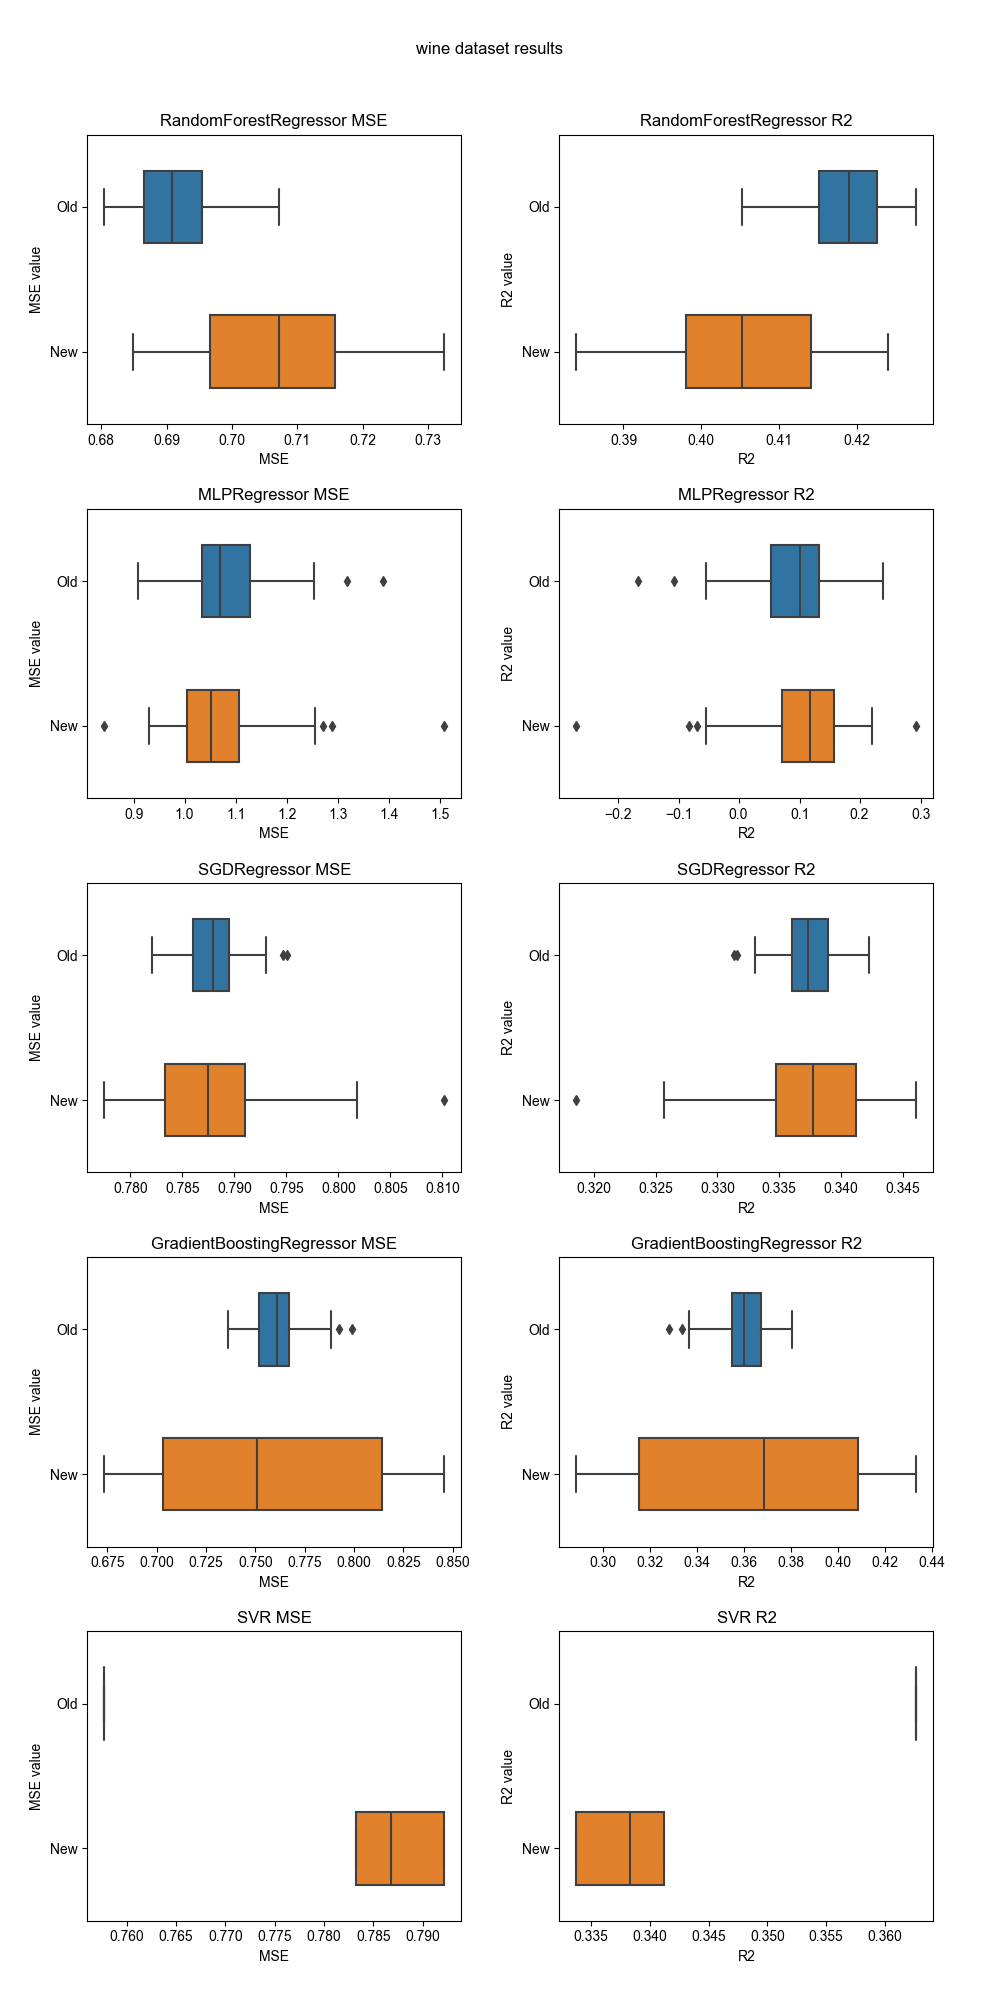 wine dataset results
RandomForestRegressor MSE
MSE value
Old
New
0.68 0.69 0.70 0.71 0.72 0.73
MSE
RandomForestRegressor R2
R2 value
Old
New
0.39 0.40 0.41 0.42
R2
MLPRegressor MSE
MSE value
Old
New
0.9 1.0 1.1 1.2 1.3 1.4 1.5
MSE
MLPRegressor R2
R2 value
Old
New
−0.2 −0.1 0.0 0.1 0.2 0.3
R2
SGDRegressor MSE
MSE value
Old
New
0.780 0.785 0.790 0.795 0.800 0.805 0.810
MSE
SGDRegressor R2
R2 value
Old
New
0.320 0.325 0.330 0.335 0.340 0.345
R2
GradientBoostingRegressor MSE
MSE value
Old
New
0.675 0.700 0.725 0.750 0.775 0.800 0.825 0.850
MSE
GradientBoostingRegressor R2
R2 value
Old
New
0.30 0.32 0.34 0.36 0.38 0.40 0.42 0.44
R2
SVR MSE
MSE value
Old
New
0.760 0.765 0.770 0.775 0.780 0.785 0.790
MSE
SVR R2
R2 value
Old
New
0.335 0.340 0.345 0.350 0.355 0.360
R2